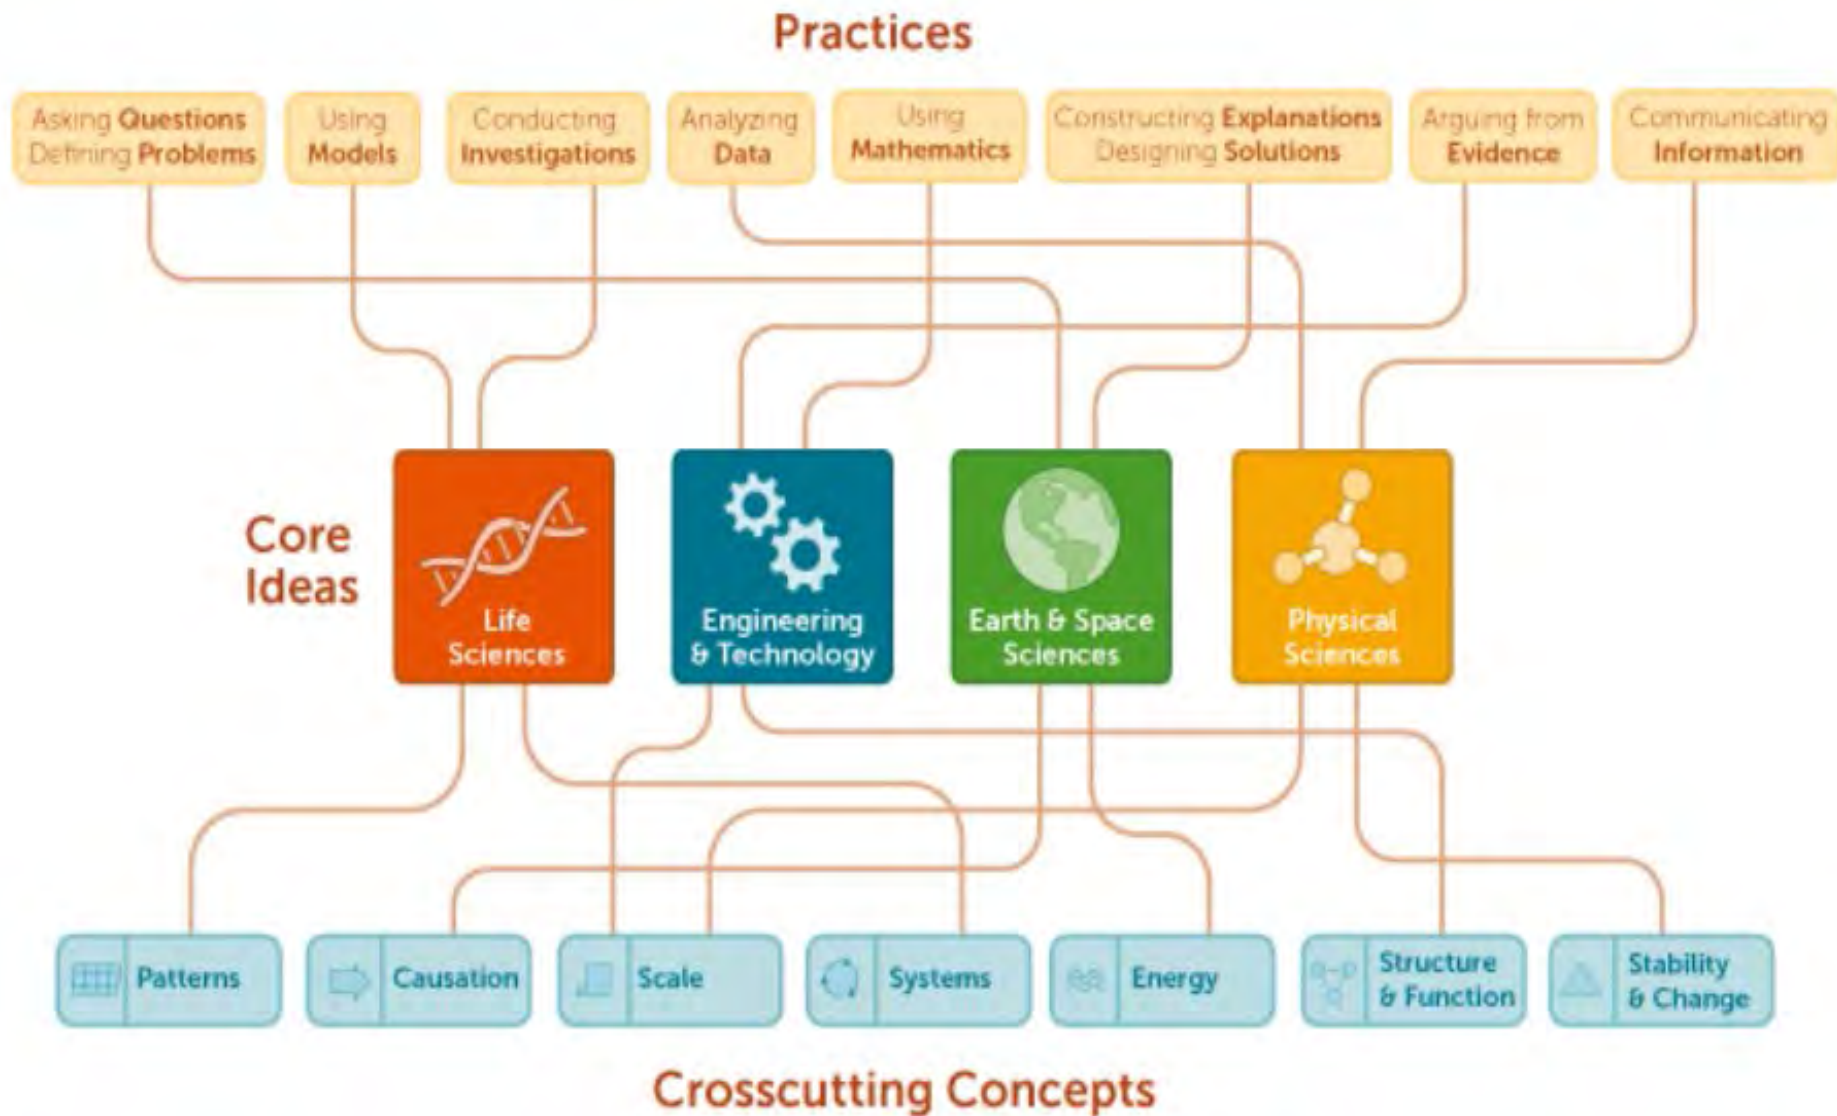 Practices
Asking Questions
Defining Problems
Using
Models
Conducting
Investigations
Analyzing
Data
Using
Mathematics
Constructing Explanations
Designing Solutions
Arguing from
Evidence
Communicating
Information
Core
Ideas
Life
Sciences
Engineering
& Technology
Earth & Space
Sciences
Physical
Sciences
Patterns
Causation
Scale
Systems
Energy
Structure
& Function
Stability
& Change
Crosscutting Concepts